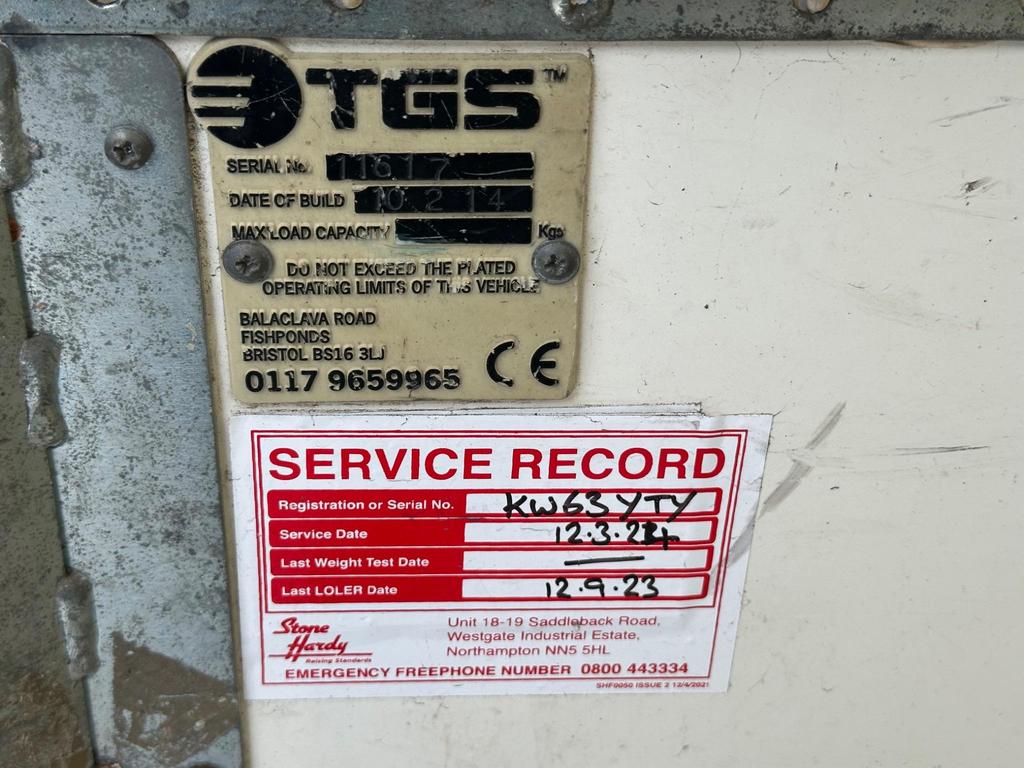 TGS™
SERIAL No. 11617
DATE OF BUILD 10 2 14
MAX LOAD CAPACITY Kgs
DO NOT EXCEED THE PLATED
OPERATING LIMITS OF THIS VEHICLE
BALACLAVA ROAD
FISHPONDS
BRISTOL BS16 3LJ
0117 9659965
CE
SERVICE RECORD
Registration or Serial No. KW63YTY
Service Date 12.3.24
Last Weight Test Date —
Last LOLER Date 12.9.23
Stone
Hardy
Raising Standards
Unit 18-19 Saddleback Road,
Westgate Industrial Estate,
Northampton NN5 5HL
EMERGENCY FREEPHONE NUMBER 0800 443334
SHF0050 ISSUE 2 12/4/2021